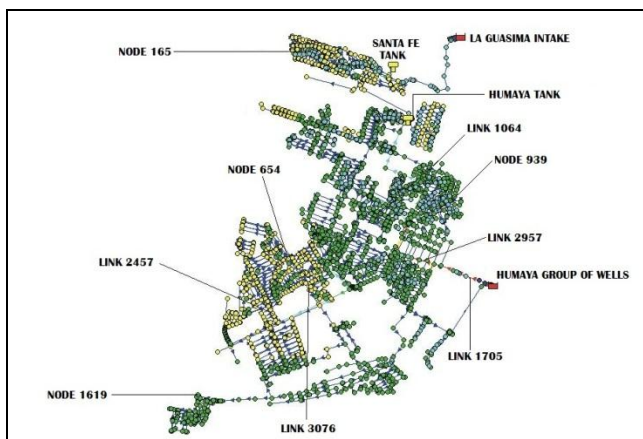 NODE 165
SANTA FE
TANK
LA GUASIMA INTAKE
HUMAYA TANK
LINK 1064
NODE 939
NODE 654
LINK 2957
LINK 2457
HUMAYA GROUP OF WELLS
LINK 1705
NODE 1619
LINK 3076